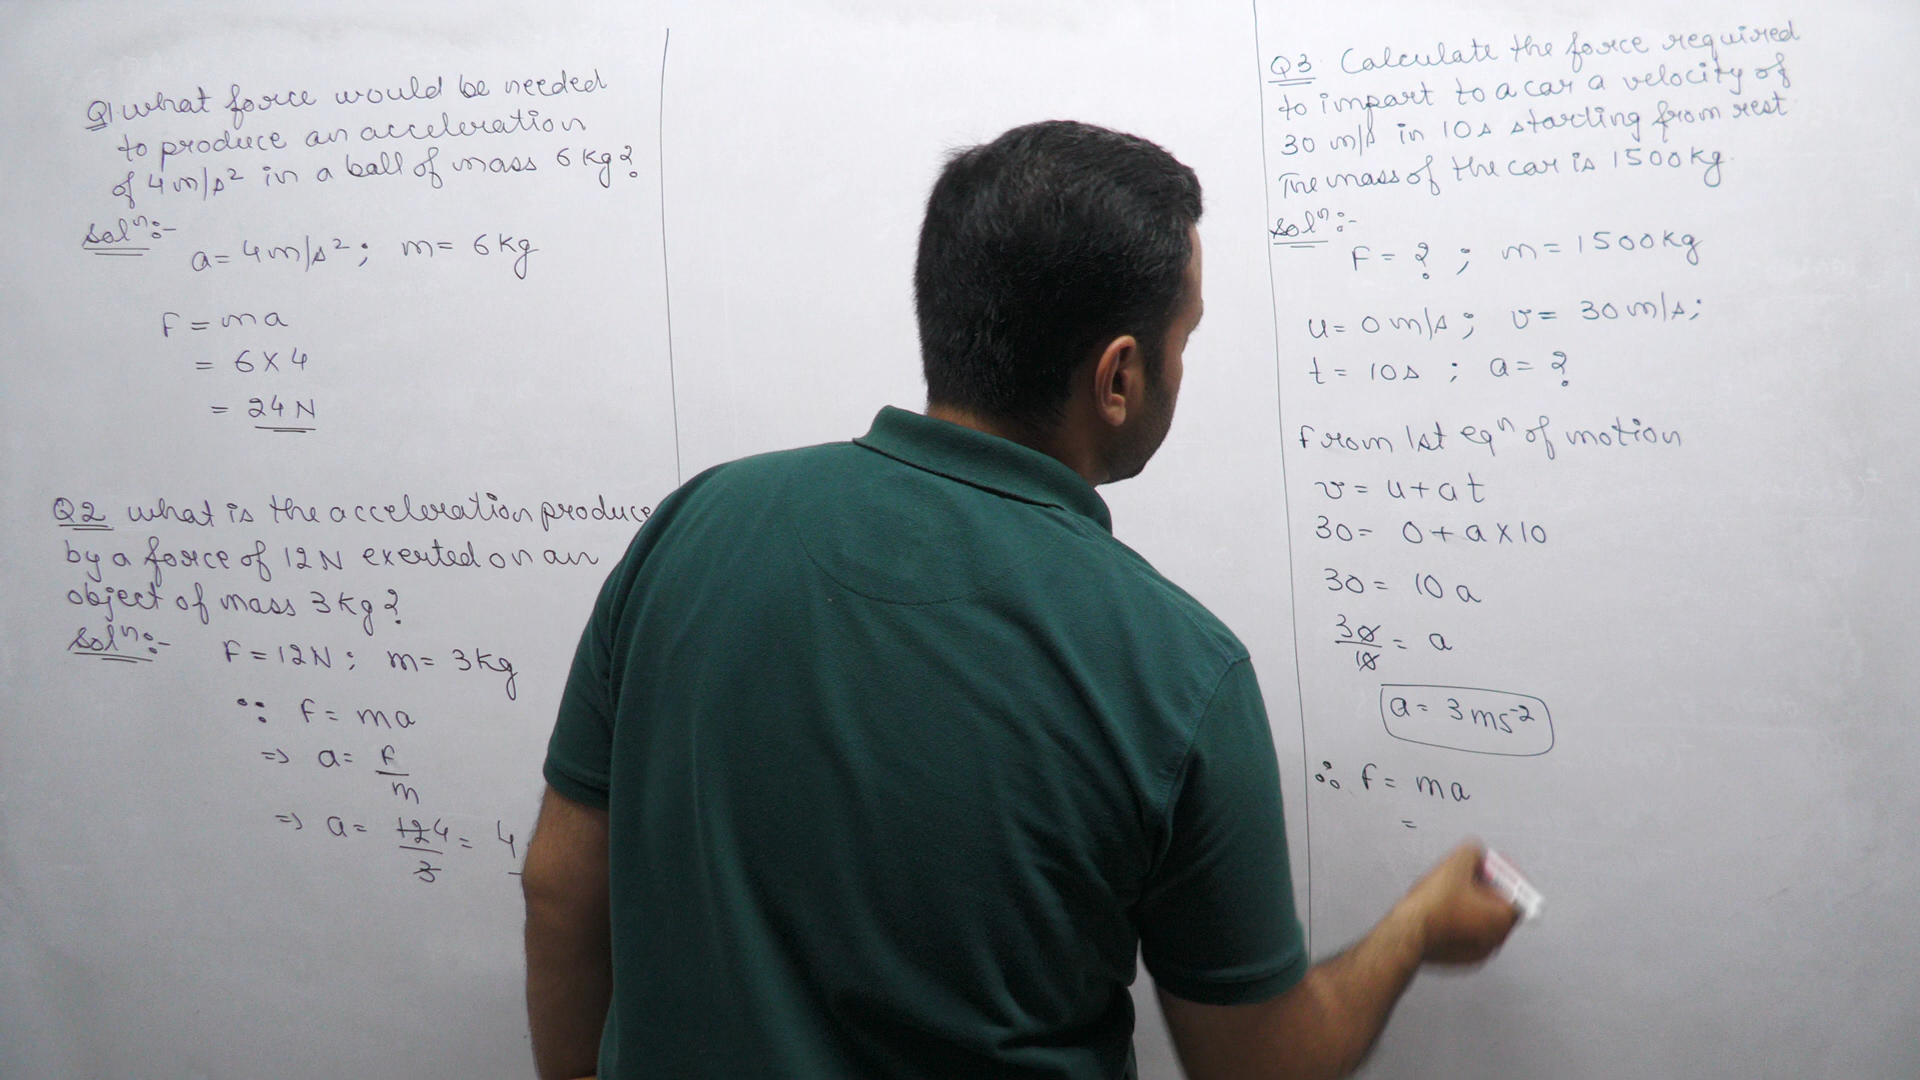 Q1 what force would be needed
to produce an acceleration
of 4 m/s² in a ball of mass 6 kg?
Solⁿ:-
a = 4 m/s² ; m = 6 kg
F = ma
= 6 × 4
= 24 N
Q2 what is the acceleration produce
by a force of 12 N exerted on an
object of mass 3 kg?
Solⁿ:-
F = 12 N ; m = 3 kg
∵ F = ma
=> a = F/m
=> a = 12 4/3 = 4
Q3 Calculate the force required
to impart to a car a velocity of
30 m/s in 10s starting from rest
The mass of the car is 1500 kg.
Solⁿ:-
F = ? ; m = 1500 kg
u = 0 m/s ; v = 30 m/s ;
t = 10s ; a = ?
from 1st eqⁿ of motion
v = u + at
30 = 0 + a × 10
30 = 10 a
30/10 = a
a = 3 ms⁻²
∴ F = ma
=